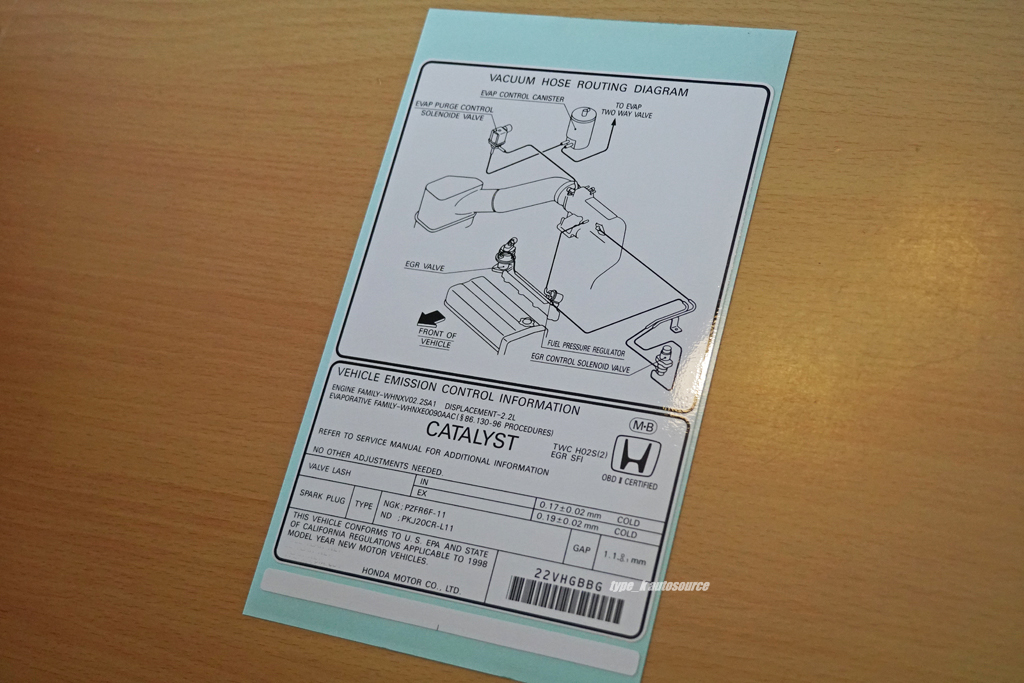 VACUUM HOSE ROUTING DIAGRAM
EVAP CONTROL CANISTER
TO EVAP
TWO WAY VALVE
EVAP PURGE CONTROL
SOLENOIDE VALVE
EGR VALVE
FRONT OF
VEHICLE
FUEL PRESSURE REGULATOR
EGR CONTROL SOLENOID VALVE
VEHICLE EMISSION CONTROL INFORMATION
ENGINE FAMILY-WHNXV02.2SA1 DISPLACEMENT-2.2L
EVAPORATIVE FAMILY-WHNXE0090AAC(§86.130-96 PROCEDURES)
CATALYST
TWC HO2S(2)
EGR SFI
M-B
OBD Ⅱ CERTIFIED
REFER TO SERVICE MANUAL FOR ADDITIONAL INFORMATION
NO OTHER ADJUSTMENTS NEEDED.
VALVE LASH IN 0.17±0.02 mm COLD
EX 0.19±0.02 mm COLD
SPARK PLUG TYPE NGK:PZFR6F-11
ND :PKJ20CR-L11
GAP 1.1 mm
THIS VEHICLE CONFORMS TO U.S. EPA AND STATE
OF CALIFORNIA REGULATIONS APPLICABLE TO 1998
MODEL YEAR NEW MOTOR VEHICLES.
HONDA MOTOR CO., LTD.
22VHGBBG